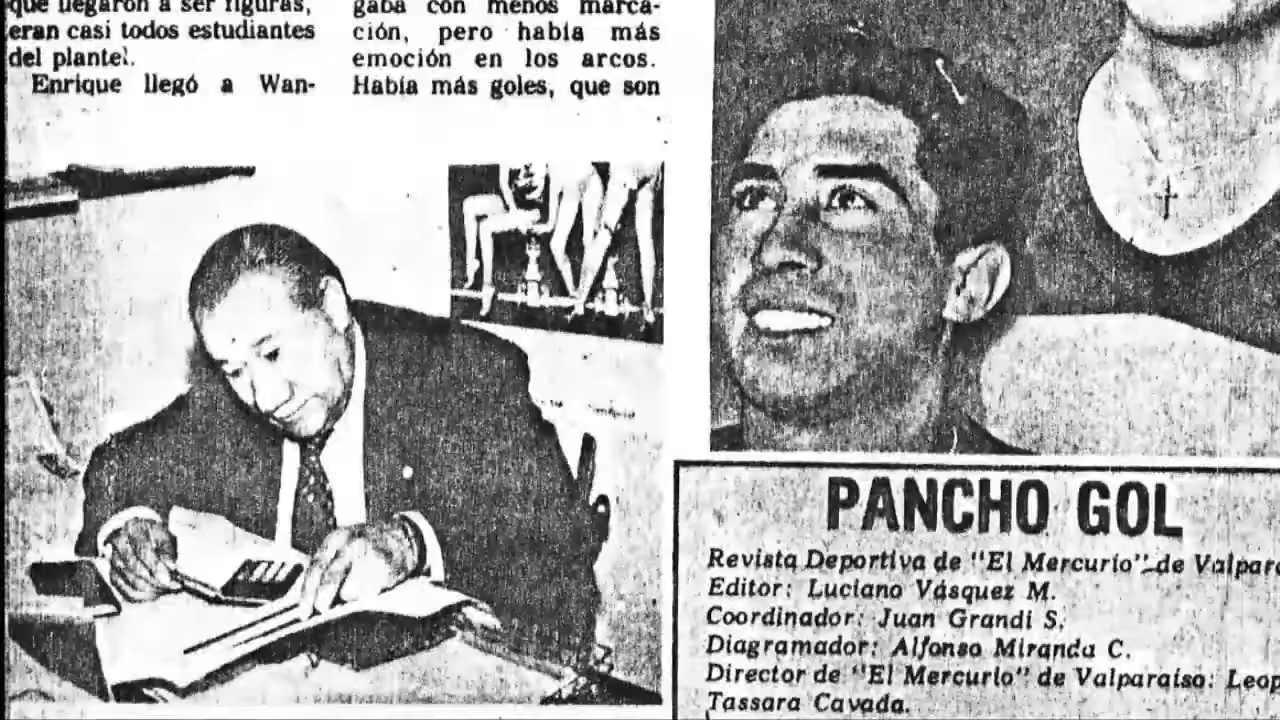 que llegaron a ser figuras,
eran casi todos estudiantes
del plantel.
Enrique llegó a Wan-
gaba con menos marca-
ción, pero había más
emoción en los arcos.
Había más goles, que son
PANCHO GOL
Revista Deportiva de "El Mercurio" de Valpara
Editor: Luciano Vásquez M.
Coordinador: Juan Grandi S.
Diagramador: Alfonso Miranda C.
Director de "El Mercurio" de Valparaíso: Leop
Tassara Cavada.